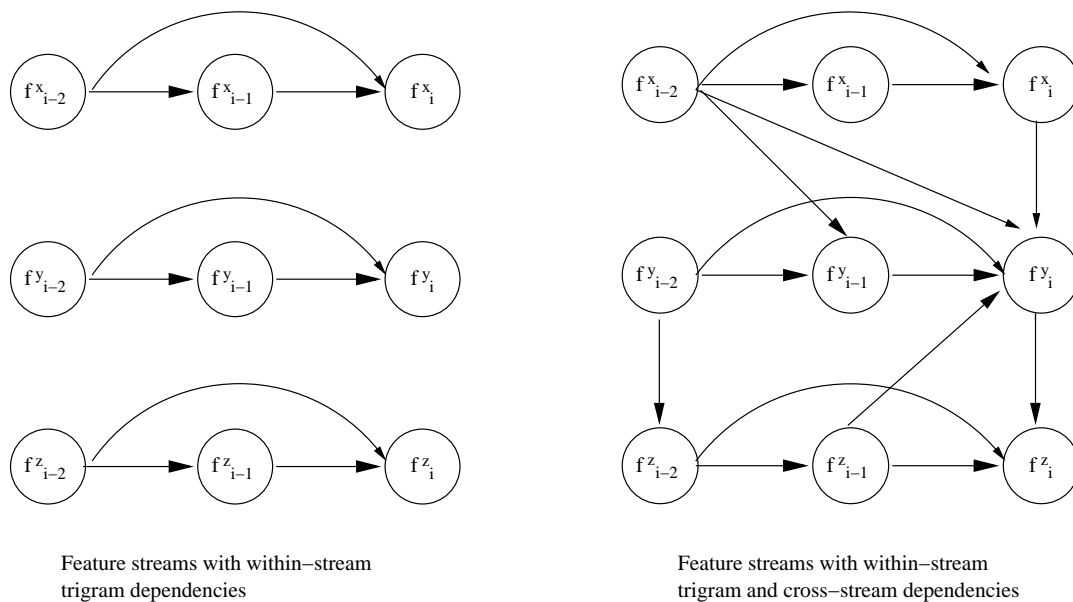 f^x_{i−2} f^x_{i−1} f^x_i
f^y_{i−2} f^y_{i−1} f^y_i
f^z_{i−2} f^z_{i−1} f^z_i
Feature streams with within−stream
trigram dependencies
f^x_{i−2} f^x_{i−1} f^x_i
f^y_{i−2} f^y_{i−1} f^y_i
f^z_{i−2} f^z_{i−1} f^z_i
Feature streams with within−stream
trigram and cross−stream dependencies